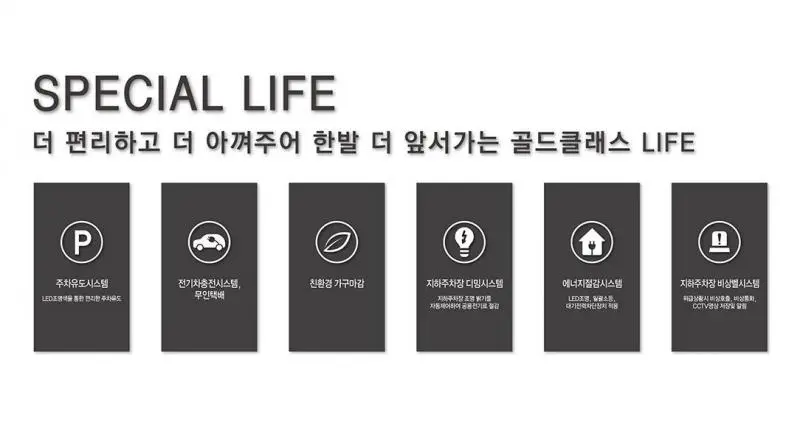 SPECIAL LIFE
더 편리하고 더 아껴주어 한발 더 앞서가는 골드클래스 LIFE
P
주차유도시스템
LED조명색을 통한 편리한 주차유도
전기차충전시스템,
무인택배
친환경 가구마감
지하주차장 디밍시스템
지하주차장 조명 밝기를
자동제어하여 공용전기료 절감
에너지절감시스템
LED조명, 일괄소등,
대기전력차단장치 적용
지하주차장 비상벨시스템
위급상황시 비상호출, 비상통화,
CCTV영상 저장및 알림